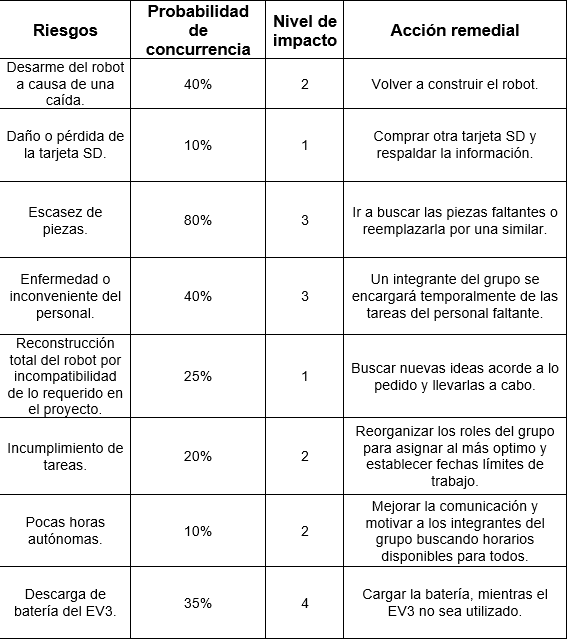 Riesgos
Probabilidad
de
concurrencia
Nivel de
impacto
Acción remedial
Desarme del robot
a causa de una
caída.
40%
2
Volver a construir el robot.
Daño o pérdida de
la tarjeta SD.
10%
1
Comprar otra tarjeta SD y
respaldar la información.
Escasez de
piezas.
80%
3
Ir a buscar las piezas faltantes o
reemplazarla por una similar.
Enfermedad o
inconveniente del
personal.
40%
3
Un integrante del grupo se
encargará temporalmente de las
tareas del personal faltante.
Reconstrucción
total del robot por
incompatibilidad
de lo requerido en
el proyecto.
25%
1
Buscar nuevas ideas acorde a lo
pedido y llevarlas a cabo.
Incumplimiento de
tareas.
20%
2
Reorganizar los roles del grupo
para asignar al más optimo y
establecer fechas límites de
trabajo.
Pocas horas
autónomas.
10%
2
Mejorar la comunicación y
motivar a los integrantes del
grupo buscando horarios
disponibles para todos.
Descarga de
batería del EV3.
35%
4
Cargar la batería, mientras el
EV3 no sea utilizado.